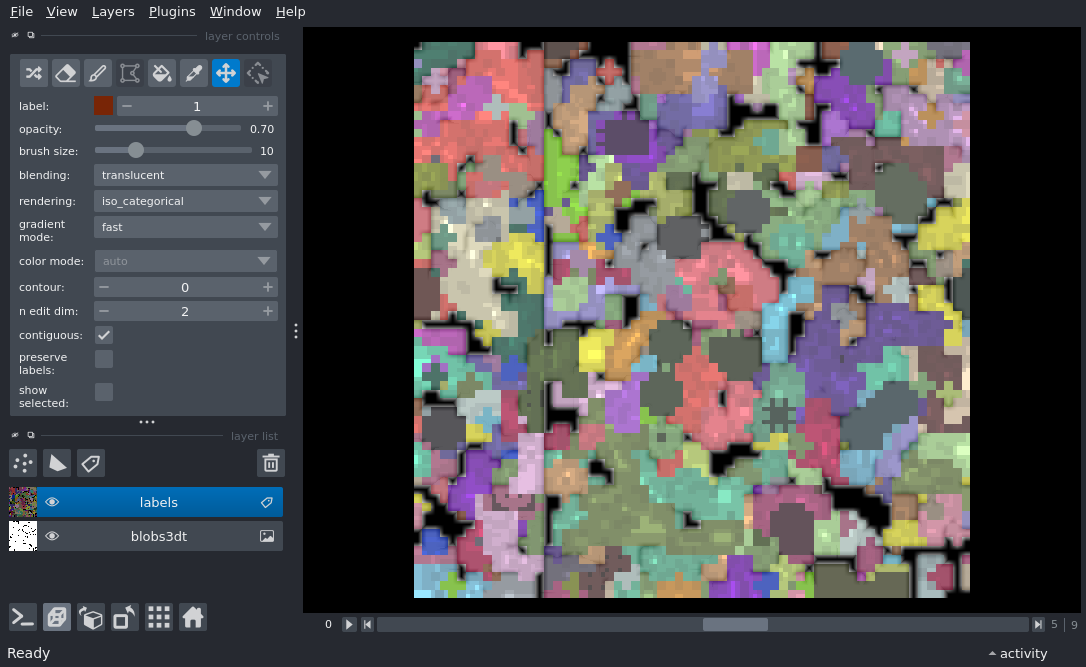 File View Layers Plugins Window Help
layer controls
label: 1
opacity: 0.70
brush size: 10
blending: translucent
rendering: iso_categorical
gradient
mode: fast
color mode: auto
contour: 0
n edit dim: 2
contiguous:
preserve
labels:
show
selected:
layer list
labels
blobs3dt
0 5 | 9
Ready activity